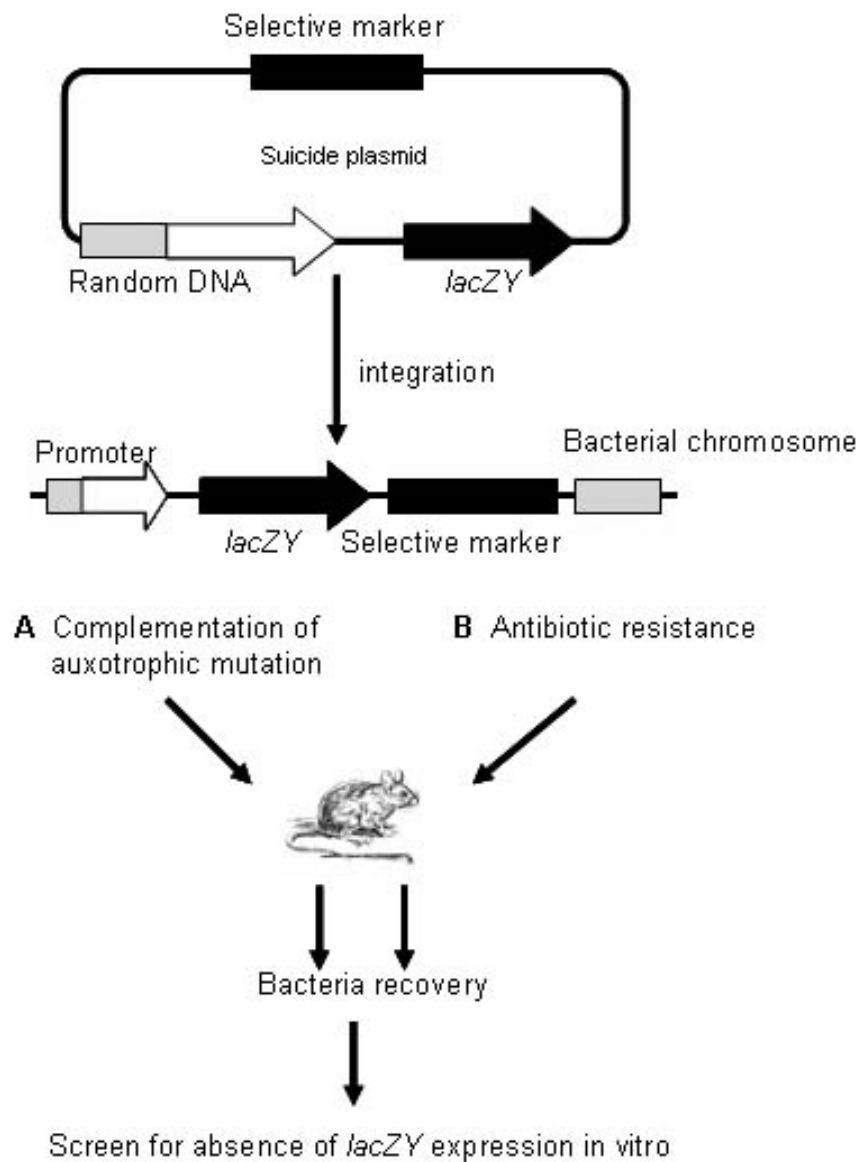 Selective marker
Suicide plasmid
Random DNA
lacZY
integration
Promoter
Bacterial chromosome
lacZY
Selective marker
A Complementation of
auxotrophic mutation
B Antibiotic resistance
Bacteria recovery
Screen for absence of lacZY expression in vitro